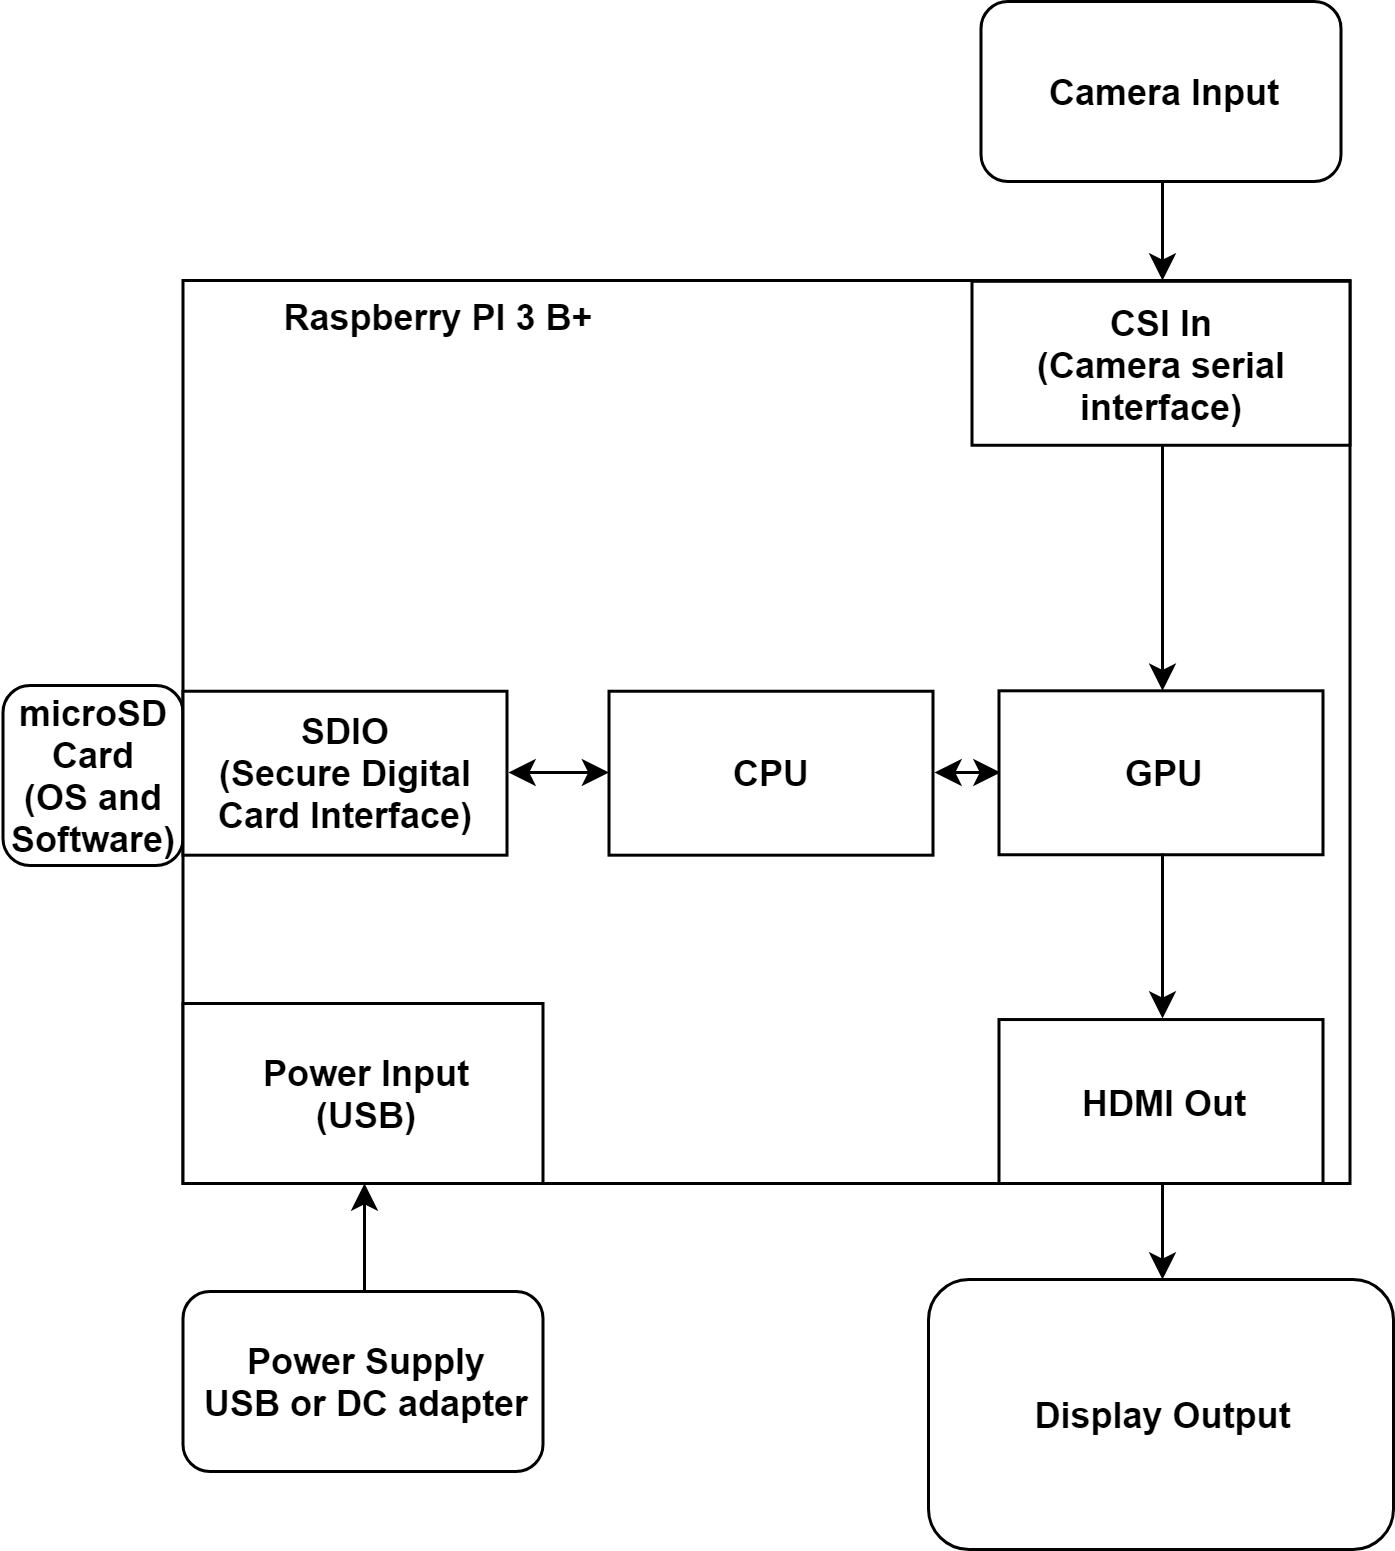 Camera Input
Raspberry PI 3 B+
CSI In
(Camera serial
interface)
microSD
Card
(OS and
Software)
SDIO
(Secure Digital
Card Interface)
CPU
GPU
Power Input
(USB)
HDMI Out
Power Supply
USB or DC adapter
Display Output